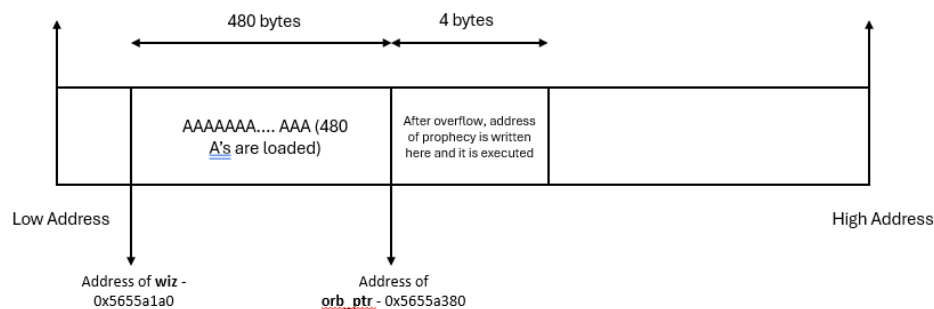 480 bytes
4 bytes
AAAAAAA.... AAA (480
A's are loaded)
After overflow, address
of prophecy is written
here and it is executed
Low Address
High Address
Address of wiz -
0x5655a1a0
Address of
orb_ptr - 0x5655a380